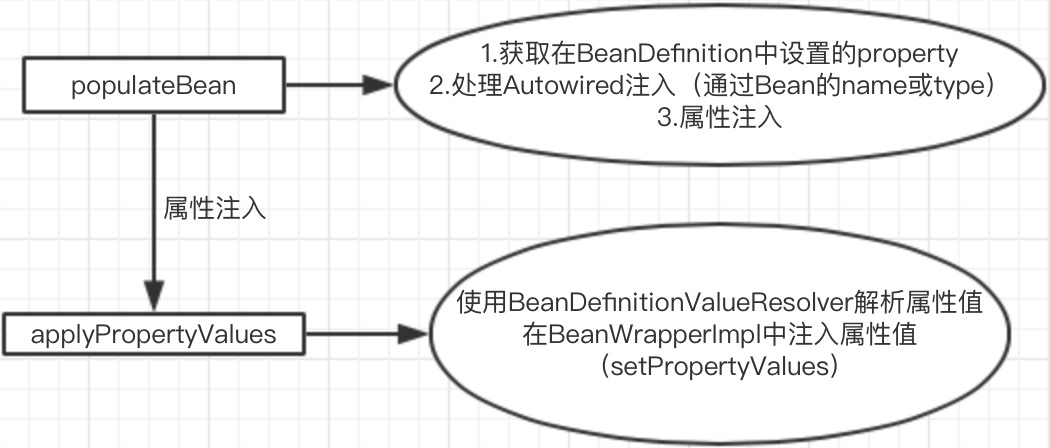 populateBean
1.获取在BeanDefinition中设置的property
2.处理Autowired注入（通过Bean的name或type）
3.属性注入
属性注入
applyPropertyValues
使用BeanDefinitionValueResolver解析属性值
在BeanWrapperImpl中注入属性值
（setPropertyValues）